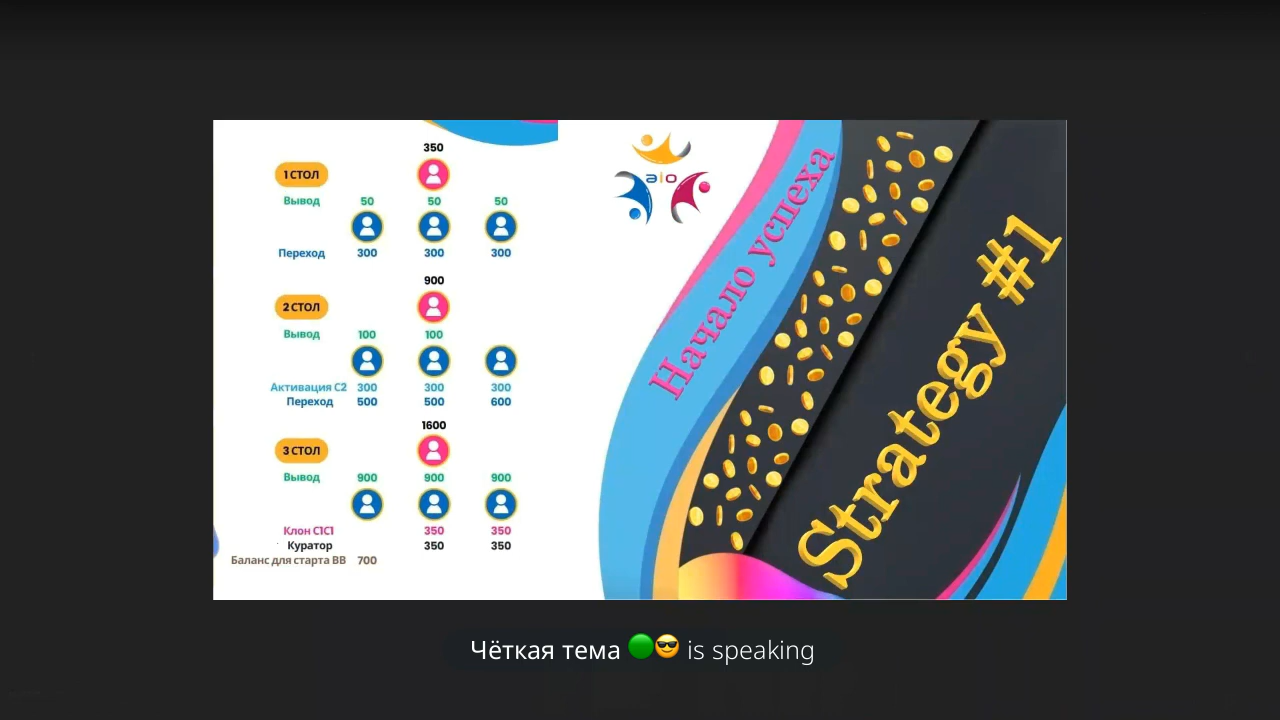 350
1 СТОЛ
Вывод 50 50 50
Переход 300 300 300
900
2 СТОЛ
Вывод 100 100
Активация С2 300 300 300
Переход 500 500 600
1600
3 СТОЛ
Вывод 900 900 900
Клон С1С1 350 350
Куратор 350 350
Баланс для старта ВВ 700
alo
Начало успеха
Strategy #1
Чёткая тема 🟢😎 is speaking